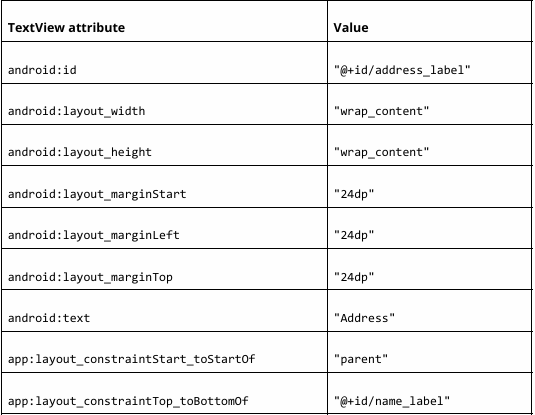 TextView attribute Value
android:id "@+id/address_label"
android:layout_width "wrap_content"
android:layout_height "wrap_content"
android:layout_marginStart "24dp"
android:layout_marginLeft "24dp"
android:layout_marginTop "24dp"
android:text "Address"
app:layout_constraintStart_toStartOf "parent"
app:layout_constraintTop_toBottomOf "@+id/name_label"